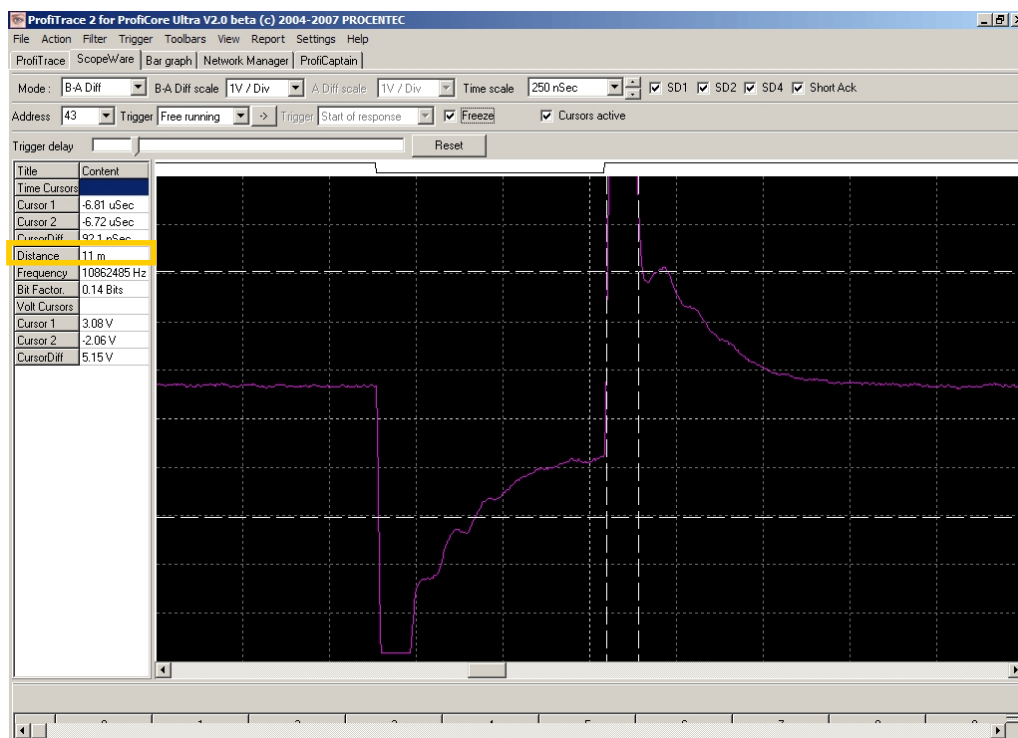 ProfiTrace 2 for ProfiCore Ultra V2.0 beta (c) 2004-2007 PROCENTEC
File Action Filter Trigger Toolbars View Report Settings Help
ProfiTrace ScopeWare Bar graph Network Manager ProfiCaptain
Mode : B-A Diff B-A Diff scale 1V / Div A Diff scale 1V / Div Time scale 250 nSec SD1 SD2 SD4 Short Ack
Address 43 Trigger Free running -> Trigger Start of response Freeze Cursors active
Trigger delay Reset
Title Content
Time Cursors
Cursor 1 -6.81 uSec
Cursor 2 -6.72 uSec
CursorDiff 92.1 nSec
Distance 11 m
Frequency 10862485 Hz
Bit Factor. 0.14 Bits
Volt Cursors
Cursor 1 3.08 V
Cursor 2 -2.06 V
CursorDiff 5.15 V